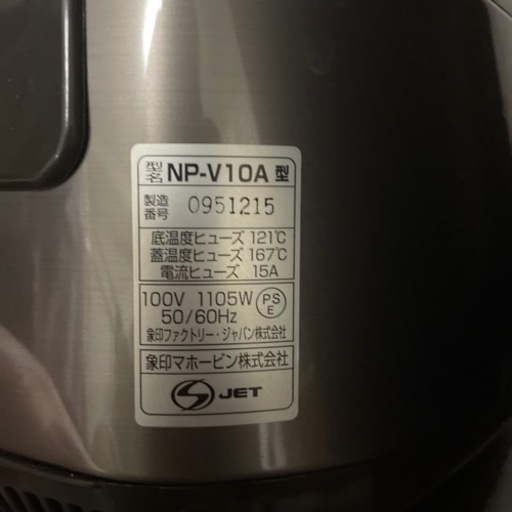 型名 NP-V10A 型
製造番号 0951215
底温度ヒューズ 121℃
蓋温度ヒューズ 167℃
電流ヒューズ 15A
100V 1105W PSE
50/60Hz
象印ファクトリー・ジャパン株式会社
象印マホービン株式会社
S JET